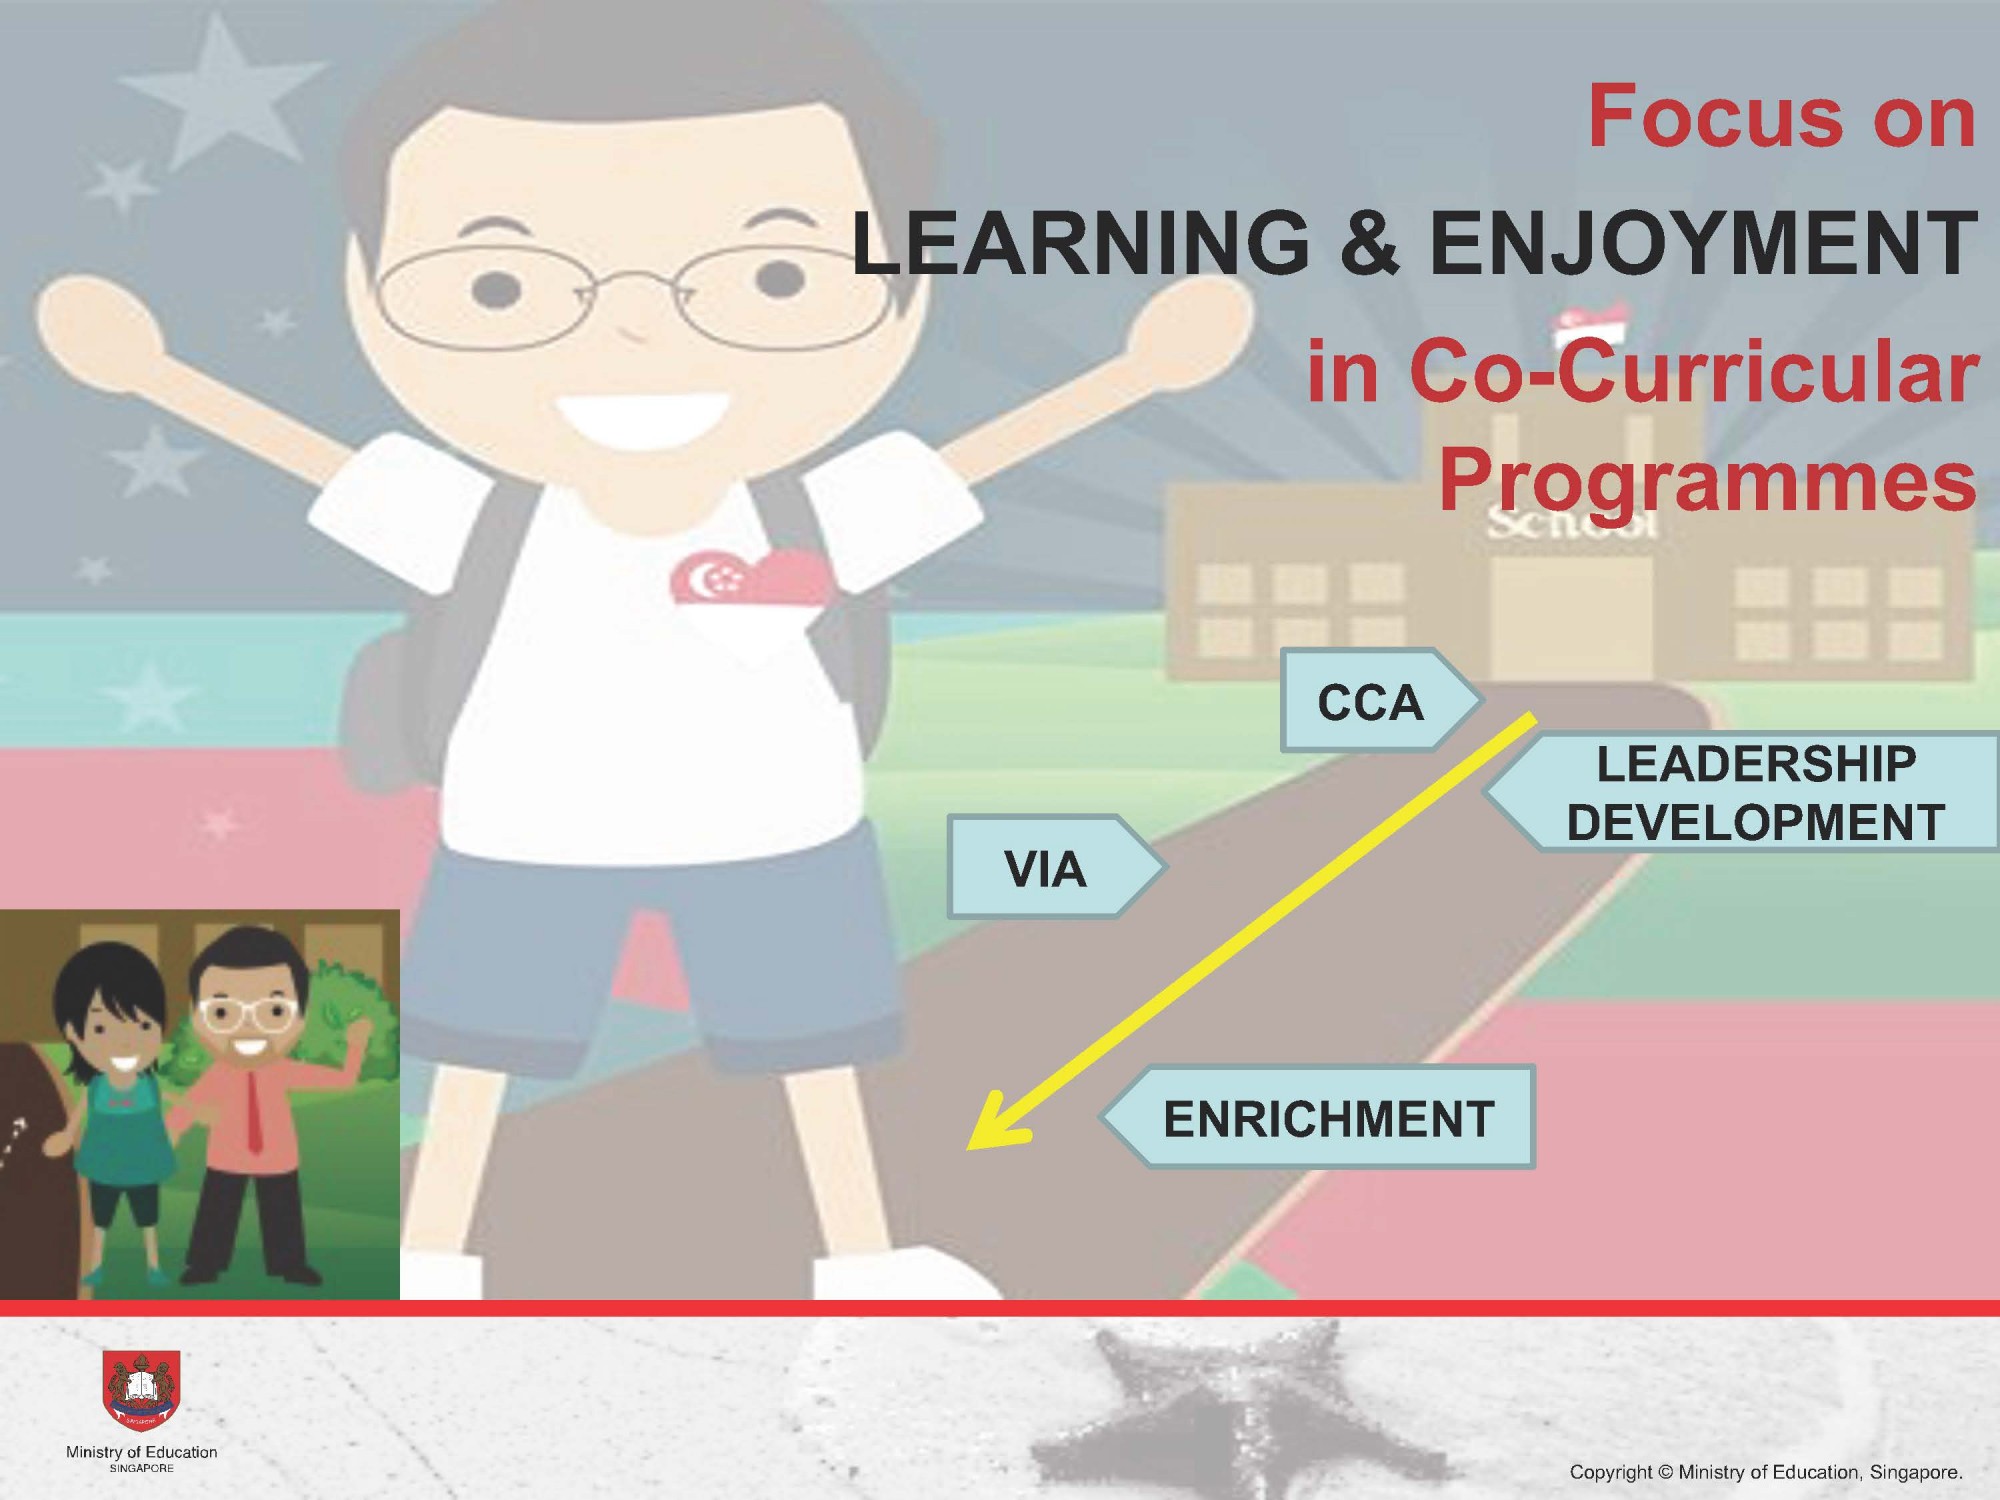 Focus on
LEARNING & ENJOYMENT
in Co-Curricular
Programmes
School
CCA
LEADERSHIP
DEVELOPMENT
VIA
ENRICHMENT
SINGAPORE
Ministry of Education
SINGAPORE
Copyright © Ministry of Education, Singapore.